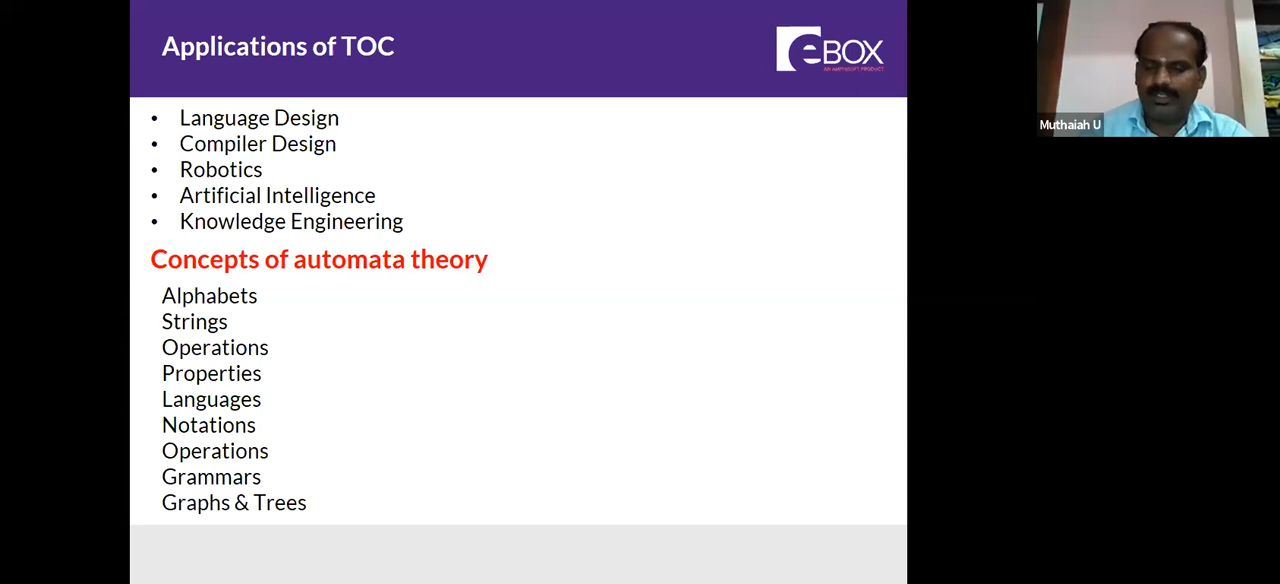 Applications of TOC
eBOX
AN AMPHISOFT PRODUCT
• Language Design
• Compiler Design
• Robotics
• Artificial Intelligence
• Knowledge Engineering
Concepts of automata theory
Alphabets
Strings
Operations
Properties
Languages
Notations
Operations
Grammars
Graphs & Trees
Muthaiah U